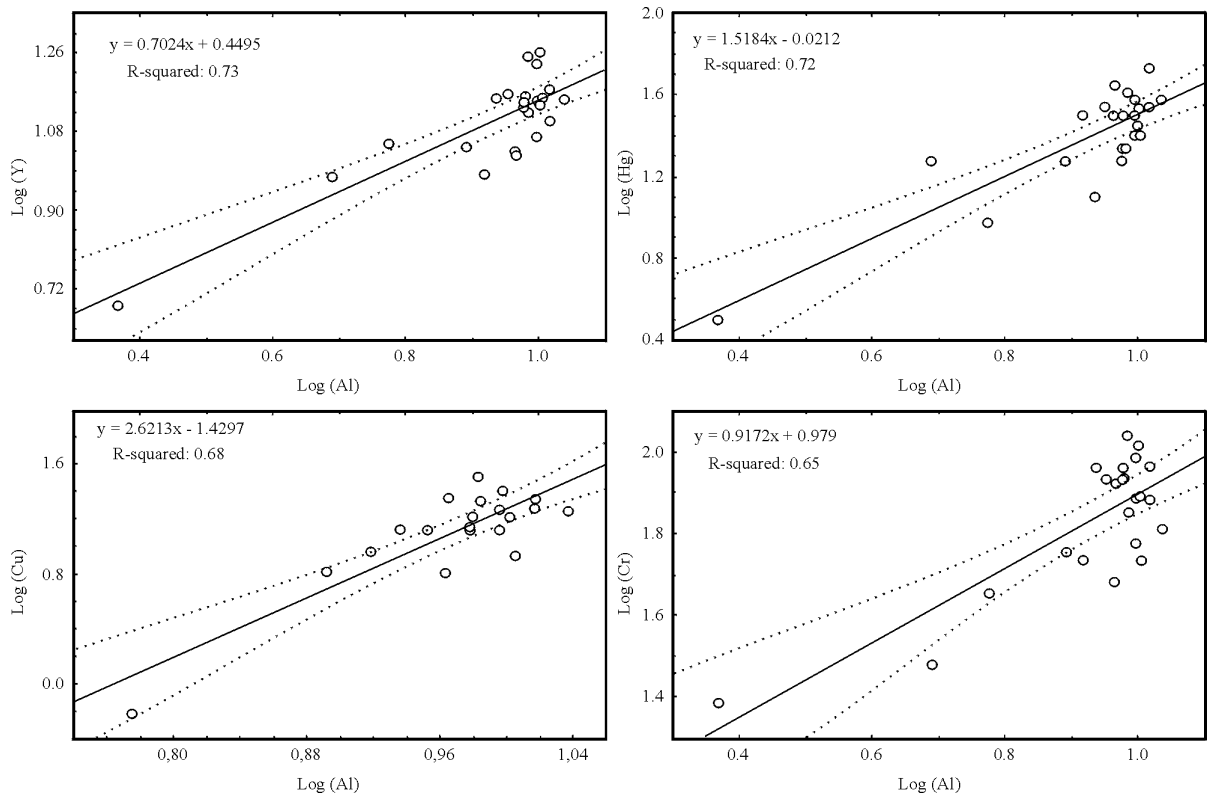 y = 0.7024x + 0.4495
R-squared: 0.73
1.26
1.08
0.90
0.72
Log (Y)
0.4
0.6
0.8
1.0
Log (Al)
y = 1.5184x - 0.0212
R-squared: 0.72
2.0
1.6
1.2
0.8
0.4
Log (Hg)
0.4
0.6
0.8
1.0
Log (Al)
y = 2.6213x - 1.4297
R-squared: 0.68
1.6
0.8
0.0
Log (Cu)
0,80
0,88
0,96
1,04
Log (Al)
y = 0.9172x + 0.979
R-squared: 0.65
2.0
1.8
1.6
1.4
Log (Cr)
0.4
0.6
0.8
1.0
Log (Al)